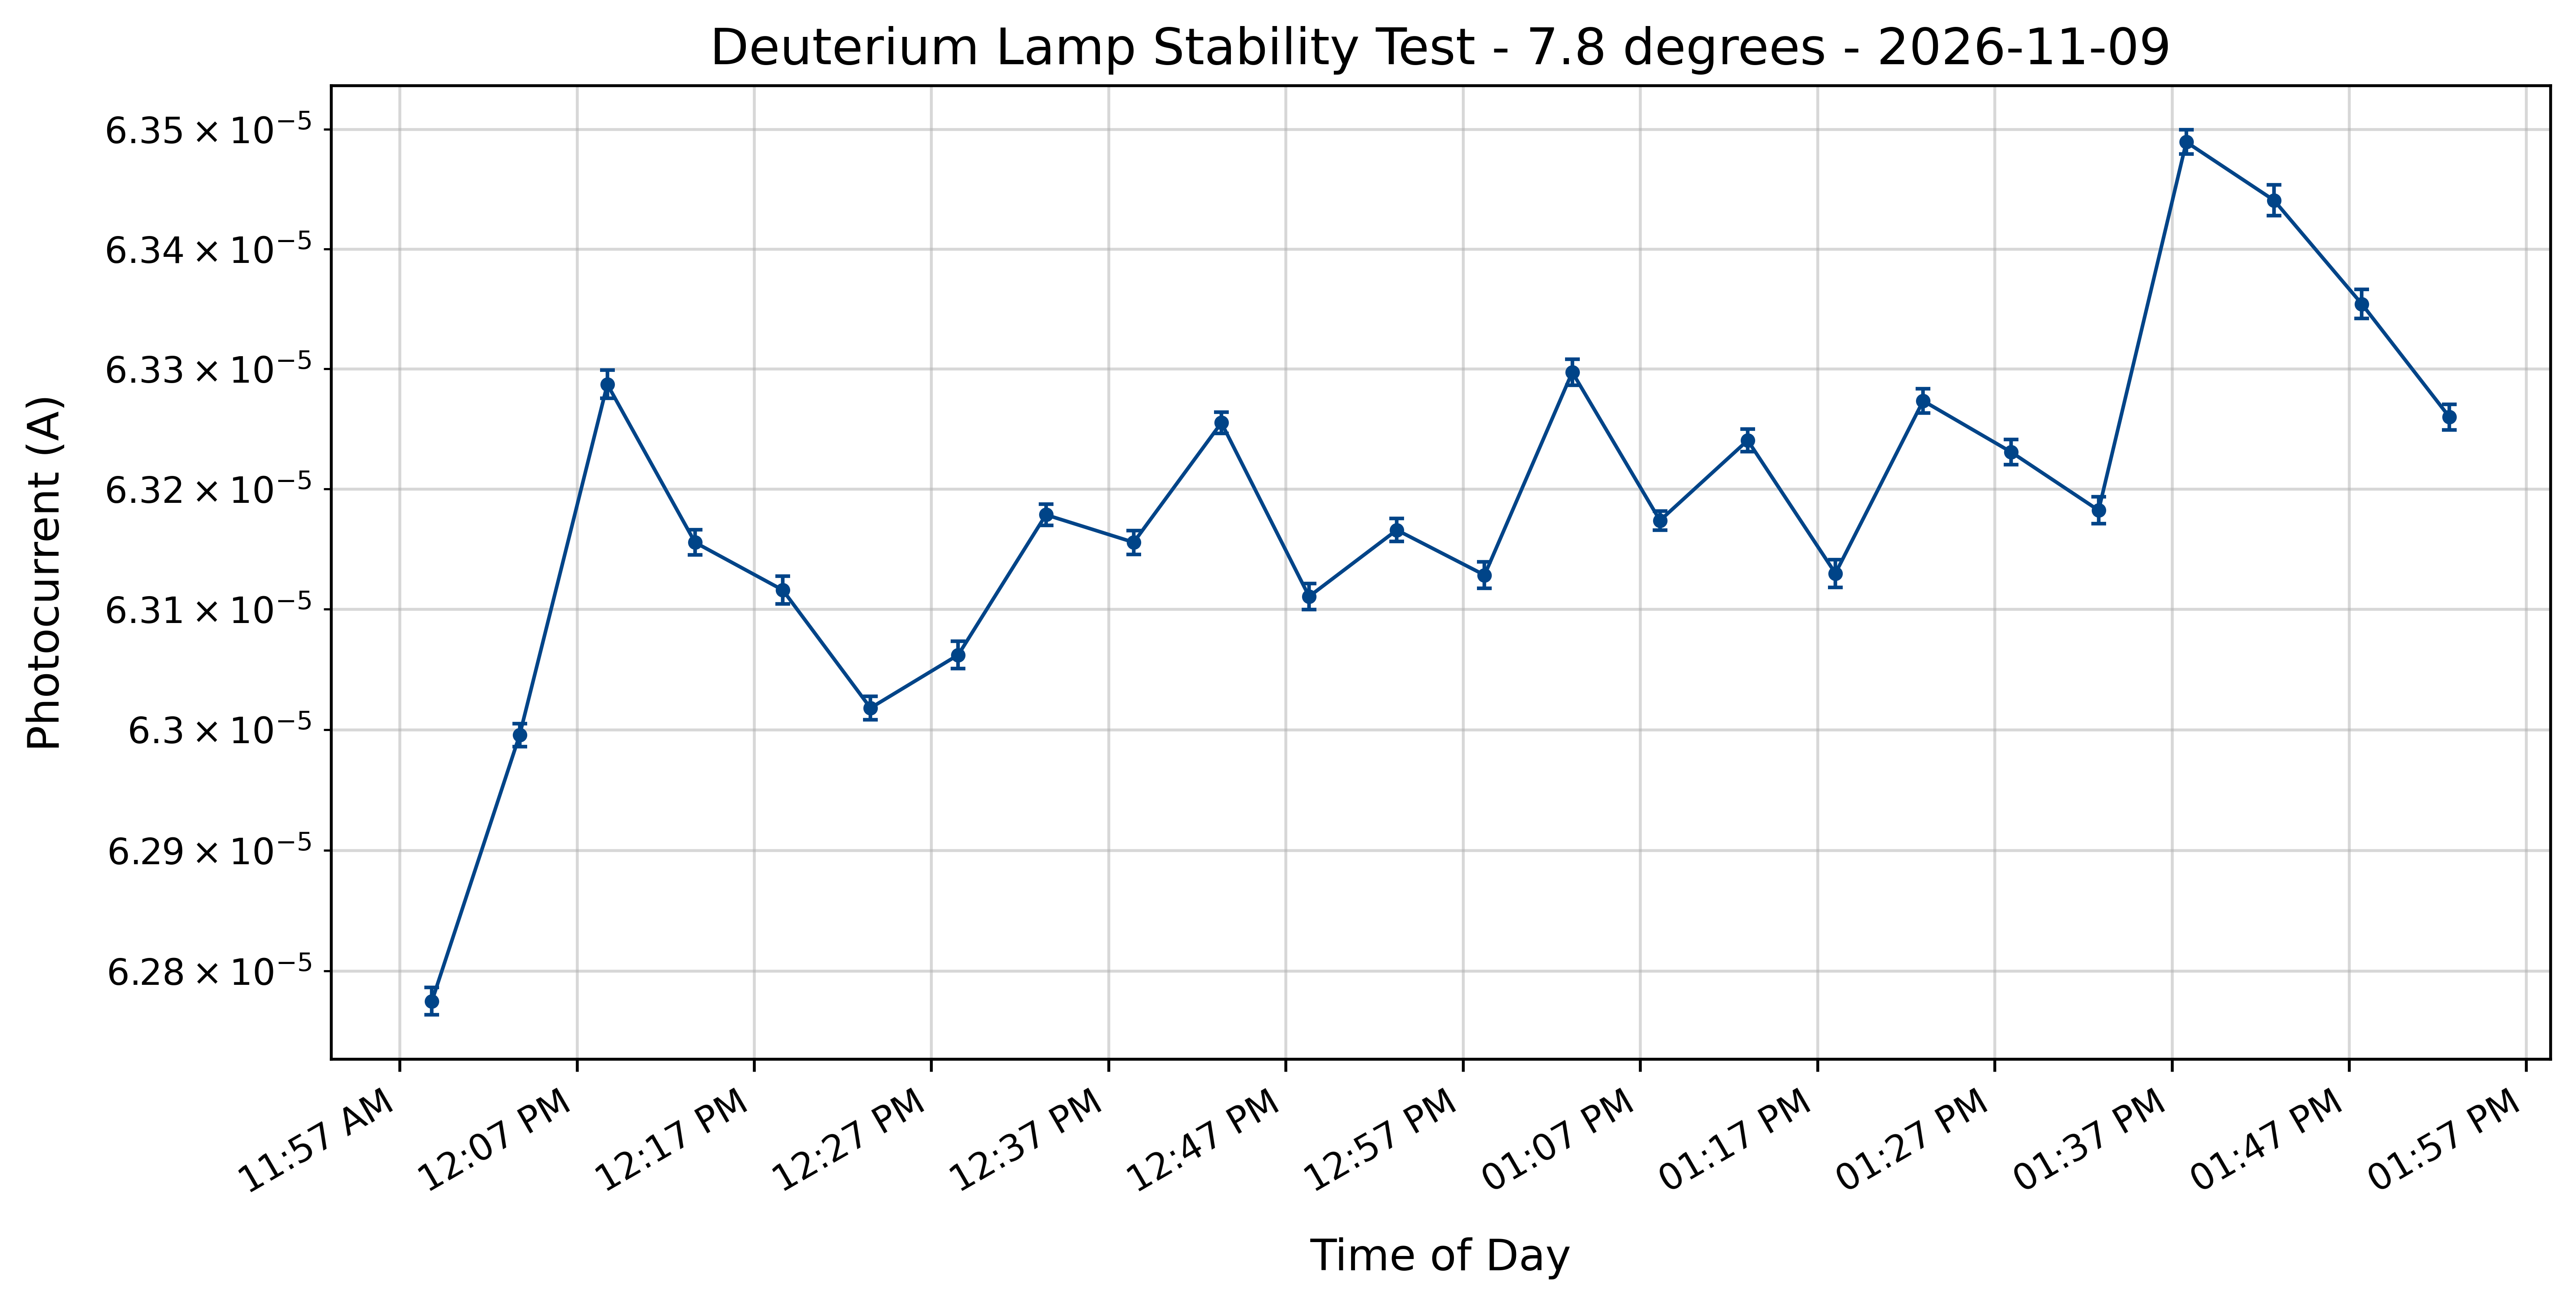 Deuterium Lamp Stability Test - 7.8 degrees - 2026-11-09
Photocurrent (A)
6.35 × 10⁻⁵
6.34 × 10⁻⁵
6.33 × 10⁻⁵
6.32 × 10⁻⁵
6.31 × 10⁻⁵
6.3 × 10⁻⁵
6.29 × 10⁻⁵
6.28 × 10⁻⁵
11:57 AM
12:07 PM
12:17 PM
12:27 PM
12:37 PM
12:47 PM
12:57 PM
01:07 PM
01:17 PM
01:27 PM
01:37 PM
01:47 PM
01:57 PM
Time of Day